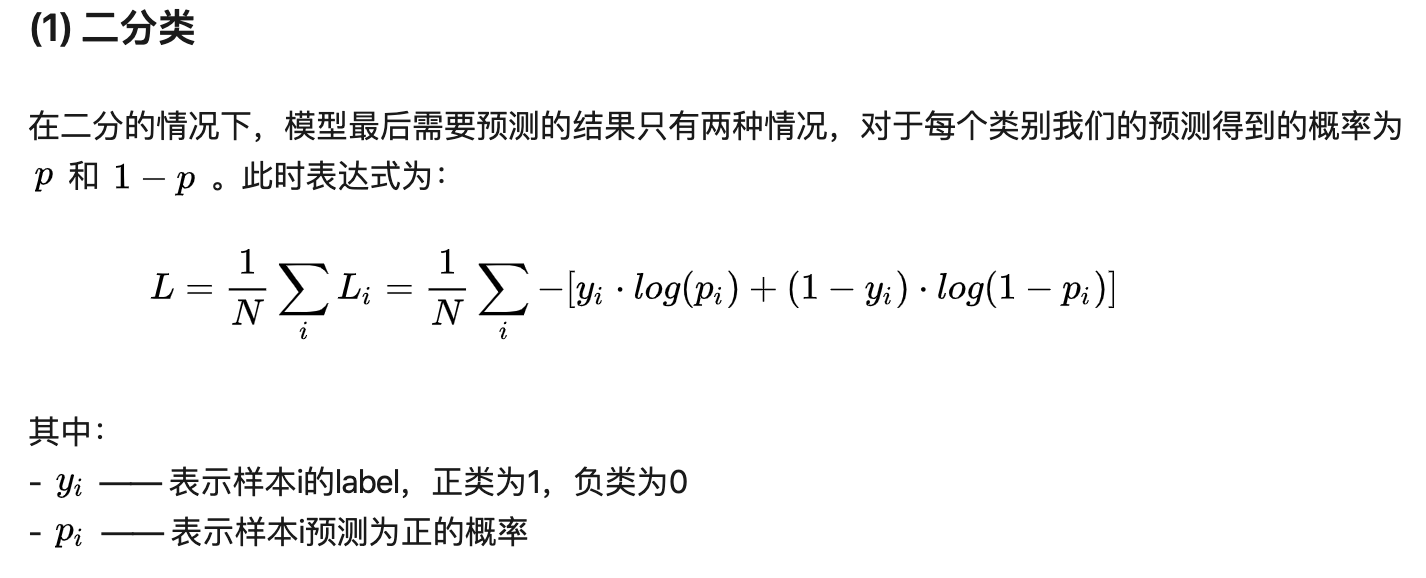 (1) 二分类
在二分的情况下，模型最后需要预测的结果只有两种情况，对于每个类别我们的预测得到的概率为
p 和 1 − p 。此时表达式为：
L = \frac{1}{N} \sum_{i} L_i = \frac{1}{N} \sum_{i} −[y_i · log(p_i) + (1 − y_i) · log(1 − p_i)]
其中：
- y_i —— 表示样本i的label，正类为1，负类为0
- p_i —— 表示样本i预测为正的概率